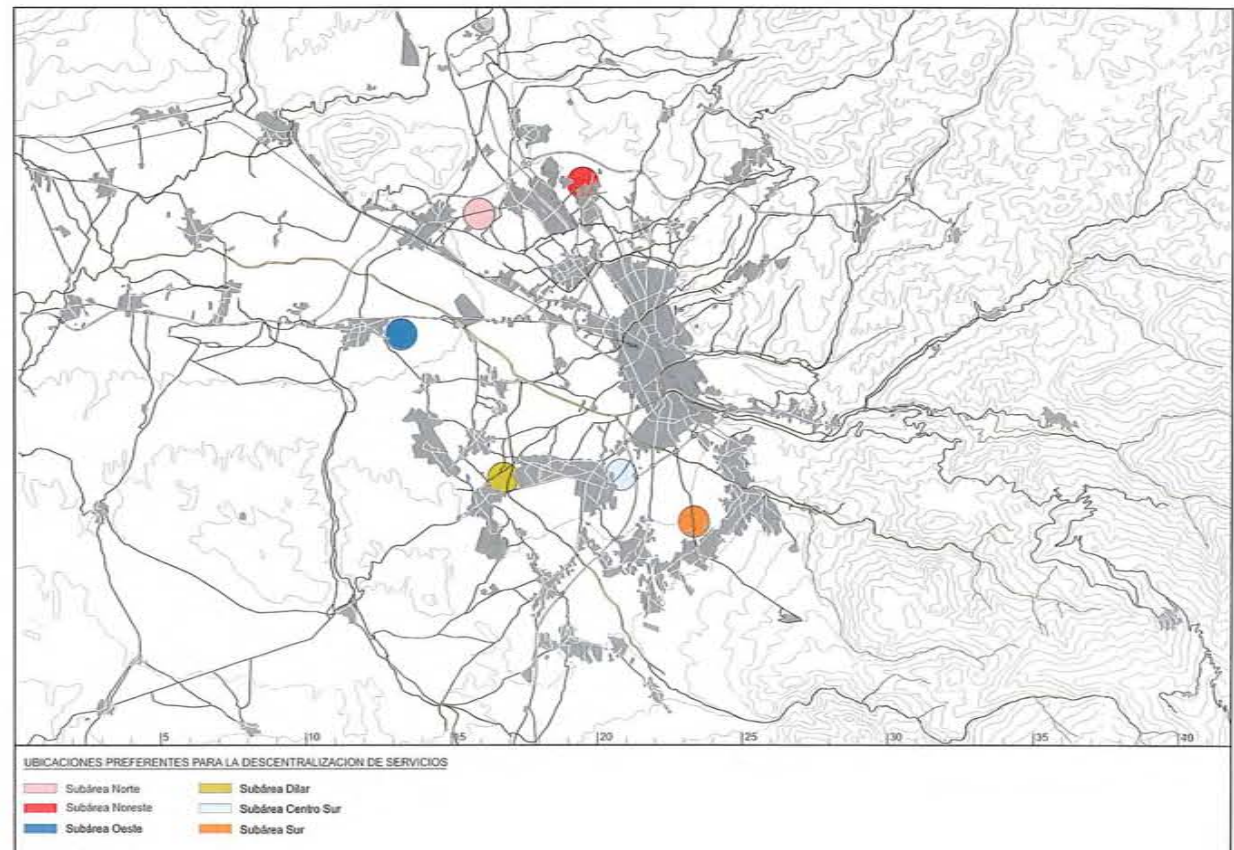 5 10 15 20 25 30 35 40
UBICACIONES PREFERENTES PARA LA DESCENTRALIZACION DE SERVICIOS
Subárea Norte Subárea Dilar
Subárea Noreste Subárea Centro Sur
Subárea Oeste Subárea Sur